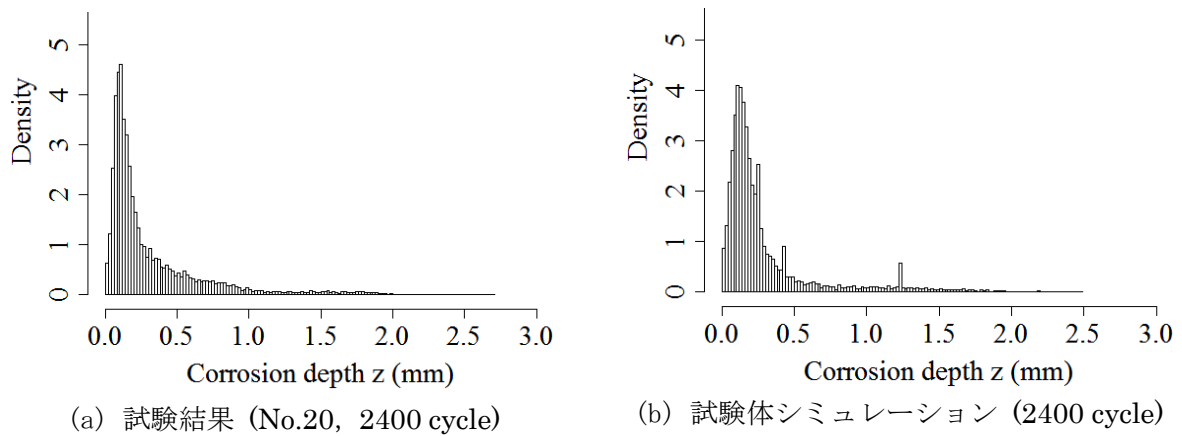 Density
5
4
3
2
1
0
0.0 0.5 1.0 1.5 2.0 2.5 3.0
Corrosion depth z (mm)
(a) 試験結果 (No.20, 2400 cycle)
Density
5
4
3
2
1
0
0.0 0.5 1.0 1.5 2.0 2.5 3.0
Corrosion depth z (mm)
(b) 試験体シミュレーション (2400 cycle)